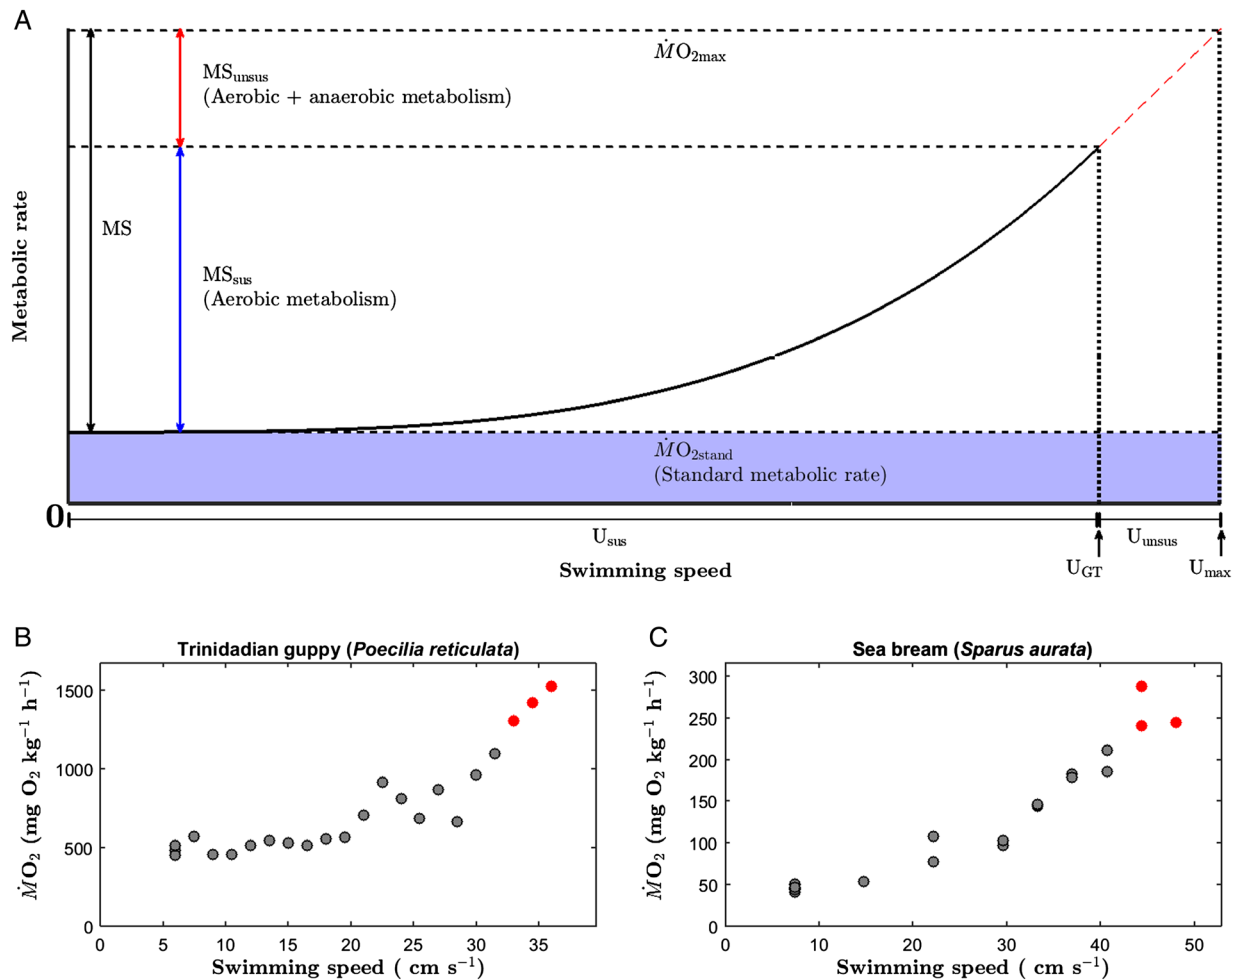 A
ṀO₂max
MSunsus
(Aerobic + anaerobic metabolism)
MS
MSsus
(Aerobic metabolism)
Metabolic rate
ṀO₂stand
(Standard metabolic rate)
0
Usus
Uunsus
UGT
Umax
Swimming speed
B
Trinidadian guppy (Poecilia reticulata)
ṀO₂ (mg O₂ kg⁻¹ h⁻¹)
1500
1000
500
0
0 5 10 15 20 25 30 35
Swimming speed ( cm s⁻¹)
C
Sea bream (Sparus aurata)
ṀO₂ (mg O₂ kg⁻¹ h⁻¹)
300
250
200
150
100
50
0
0 10 20 30 40 50
Swimming speed ( cm s⁻¹)